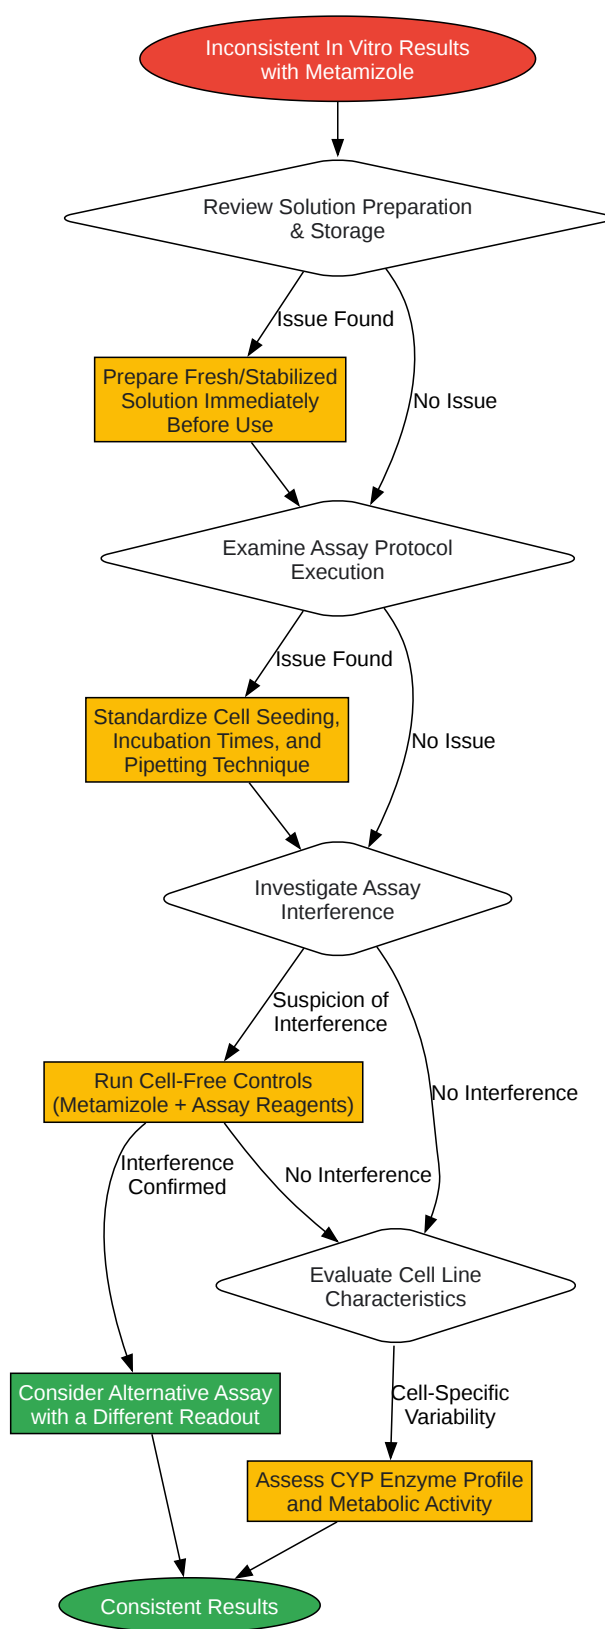 Inconsistent In Vitro Results
with Metamizole
Review Solution Preparation
& Storage
Issue Found
Prepare Fresh/Stabilized
Solution Immediately
Before Use
No Issue
Examine Assay Protocol
Execution
Issue Found
Standardize Cell Seeding,
Incubation Times, and
Pipetting Technique
No Issue
Investigate Assay
Interference
Suspicion of
Interference
Run Cell-Free Controls
(Metamizole + Assay Reagents)
No Interference
Interference
Confirmed
No Interference
Evaluate Cell Line
Characteristics
Consider Alternative Assay
with a Different Readout
Cell-Specific
Variability
Assess CYP Enzyme Profile
and Metabolic Activity
Consistent Results